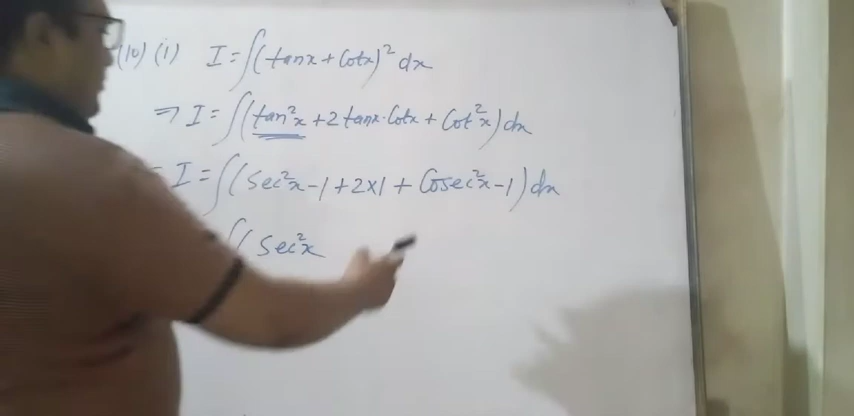 (10) (1) I = ∫(tanx + Cotx)² dx
⇒ I = ∫(tan²x + 2 tanx·Cotx + Cot²x) dx
I = ∫(Sec²x - 1 + 2×1 + Cosec²x - 1) dx
∫( Sec²x